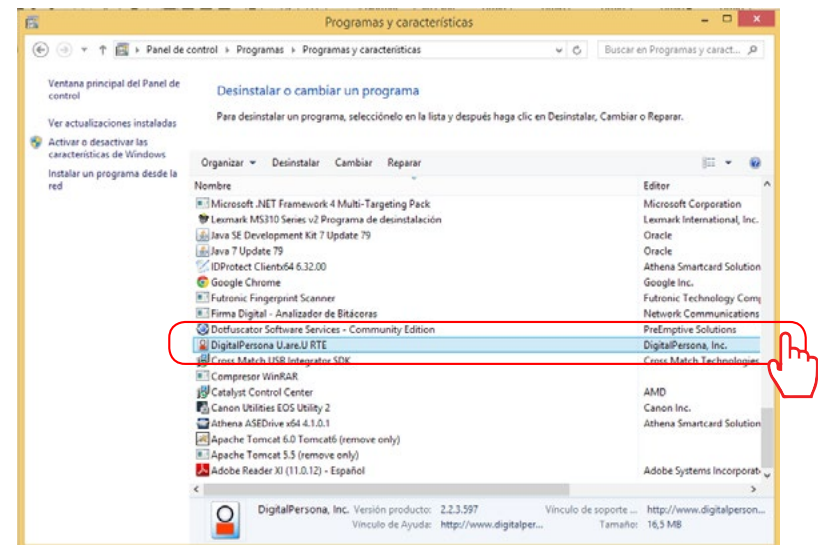 Programas y características
Panel de control Programas Programas y características
Buscar en Programas y caract...
Ventana principal del Panel de
control
Ver actualizaciones instaladas
Activar o desactivar las
características de Windows
Instalar un programa desde la
red
Desinstalar o cambiar un programa
Para desinstalar un programa, selecciónelo en la lista y después haga clic en Desinstalar, Cambiar o Reparar.
Organizar Desinstalar Cambiar Reparar
Nombre Editor
Microsoft .NET Framework 4 Multi-Targeting Pack Microsoft Corporation
Lexmark MS310 Series v2 Programa de desinstalación Lexmark International, Inc.
Java SE Development Kit 7 Update 79 Oracle
Java 7 Update 79 Oracle
IDProtect Clientx64 6.32.00 Athena Smartcard Solution
Google Chrome Google Inc.
Futronic Fingerprint Scanner Futronic Technology Comp
Firma Digital - Analizador de Bitácoras Network Communications
Dotfuscator Software Services - Community Edition PreEmptive Solutions
DigitalPersona U.are.U RTE DigitalPersona, Inc.
Cross Match USB Integrator SDK Cross Match Technologies
Compresor WinRAR
Catalyst Control Center AMD
Canon Utilities EOS Utility 2 Canon Inc.
Athena ASEDrive x64 4.1.0.1 Athena Smartcard Solution
Apache Tomcat 6.0 Tomcat6 (remove only)
Apache Tomcat 5.5 (remove only)
Adobe Reader XI (11.0.12) - Español Adobe Systems Incorporat
DigitalPersona, Inc. Versión producto: 2.2.3.597 Vínculo de soporte ... http://www.digitalperson...
Vínculo de Ayuda: http://www.digitalper... Tamaño: 16,5 MB